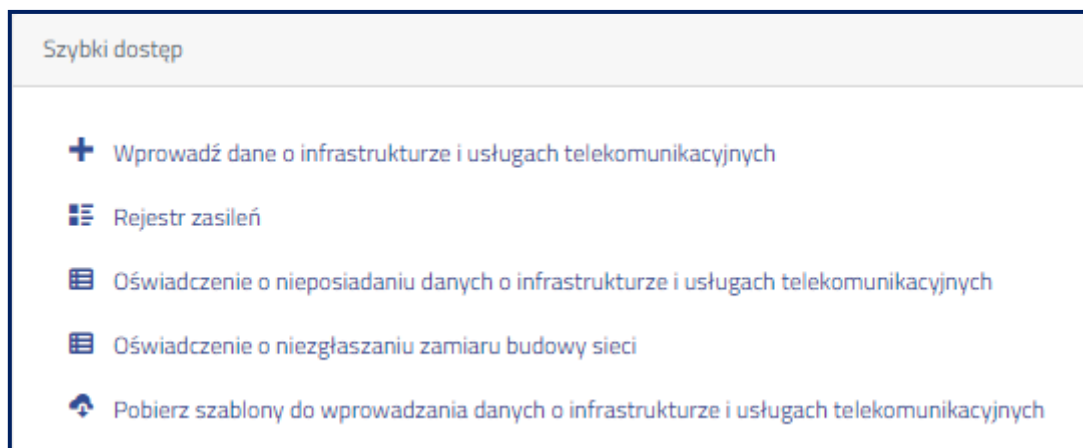 Szybki dostęp
Wprowadź dane o infrastrukturze i usługach telekomunikacyjnych
Rejestr zasileń
Oświadczenie o nieposiadaniu danych o infrastrukturze i usługach telekomunikacyjnych
Oświadczenie o niezgłaszaniu zamiaru budowy sieci
Pobierz szablony do wprowadzania danych o infrastrukturze i usługach telekomunikacyjnych